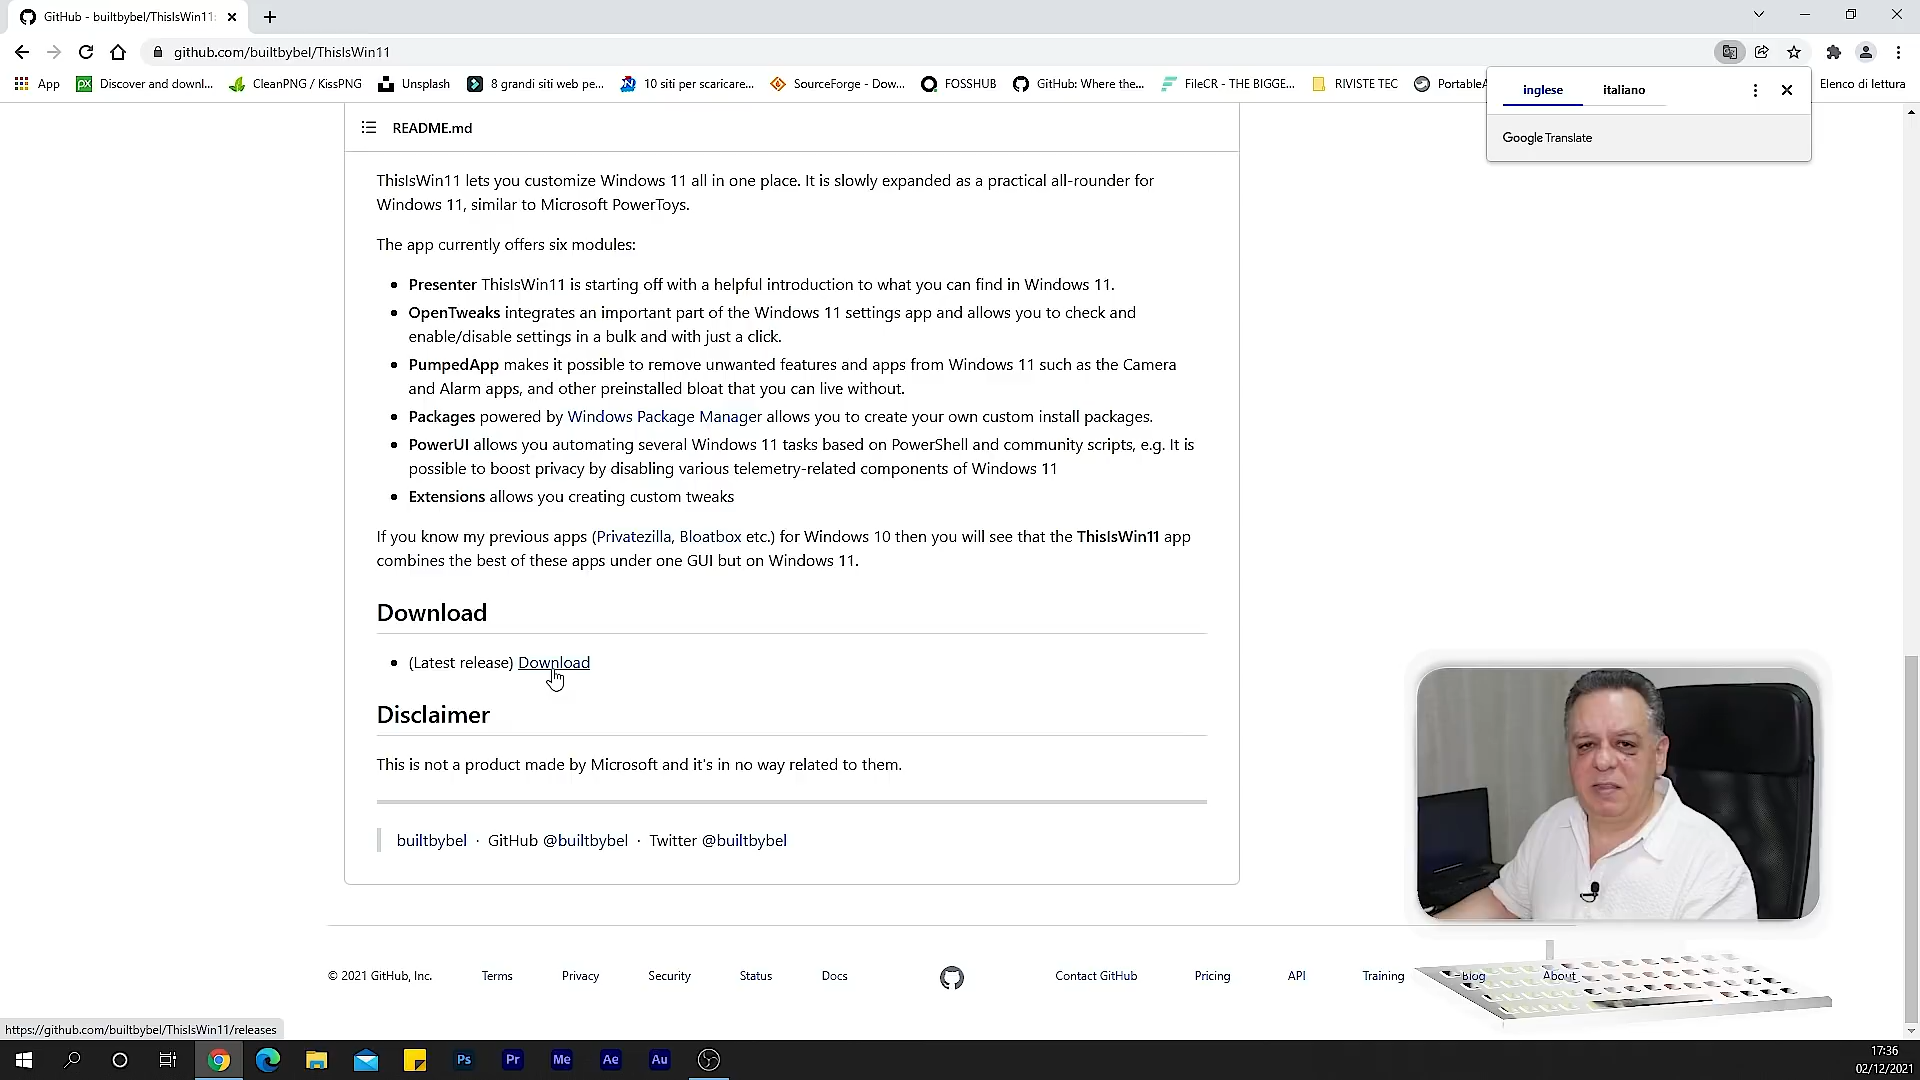 GitHub - builtbybel/ThisIsWin11:
github.com/builtbybel/ThisIsWin11
App
Discover and downl...
CleanPNG / KissPNG
Unsplash
8 grandi siti web pe...
10 siti per scaricare...
SourceForge - Dow...
FOSSHUB
GitHub: Where the...
FileCR - THE BIGGE...
RIVISTE TEC
PortableA
Elenco di lettura
inglese
italiano
Google Translate
README.md
ThisIsWin11 lets you customize Windows 11 all in one place. It is slowly expanded as a practical all-rounder for
Windows 11, similar to Microsoft PowerToys.
The app currently offers six modules:
Presenter ThisIsWin11 is starting off with a helpful introduction to what you can find in Windows 11.
OpenTweaks integrates an important part of the Windows 11 settings app and allows you to check and
enable/disable settings in a bulk and with just a click.
PumpedApp makes it possible to remove unwanted features and apps from Windows 11 such as the Camera
and Alarm apps, and other preinstalled bloat that you can live without.
Packages powered by Windows Package Manager allows you to create your own custom install packages.
PowerUI allows you automating several Windows 11 tasks based on PowerShell and community scripts, e.g. It is
possible to boost privacy by disabling various telemetry-related components of Windows 11
Extensions allows you creating custom tweaks
If you know my previous apps (Privatezilla, Bloatbox etc.) for Windows 10 then you will see that the ThisIsWin11 app
combines the best of these apps under one GUI but on Windows 11.
Download
(Latest release) Download
Disclaimer
This is not a product made by Microsoft and it's in no way related to them.
builtbybel · GitHub @builtbybel · Twitter @builtbybel
© 2021 GitHub, Inc.
Terms
Privacy
Security
Status
Docs
Contact GitHub
Pricing
API
Training
Blog
About
https://github.com/builtbybel/ThisIsWin11/releases
Ps
Pr
Me
Ae
Au
17:36
02/12/2021